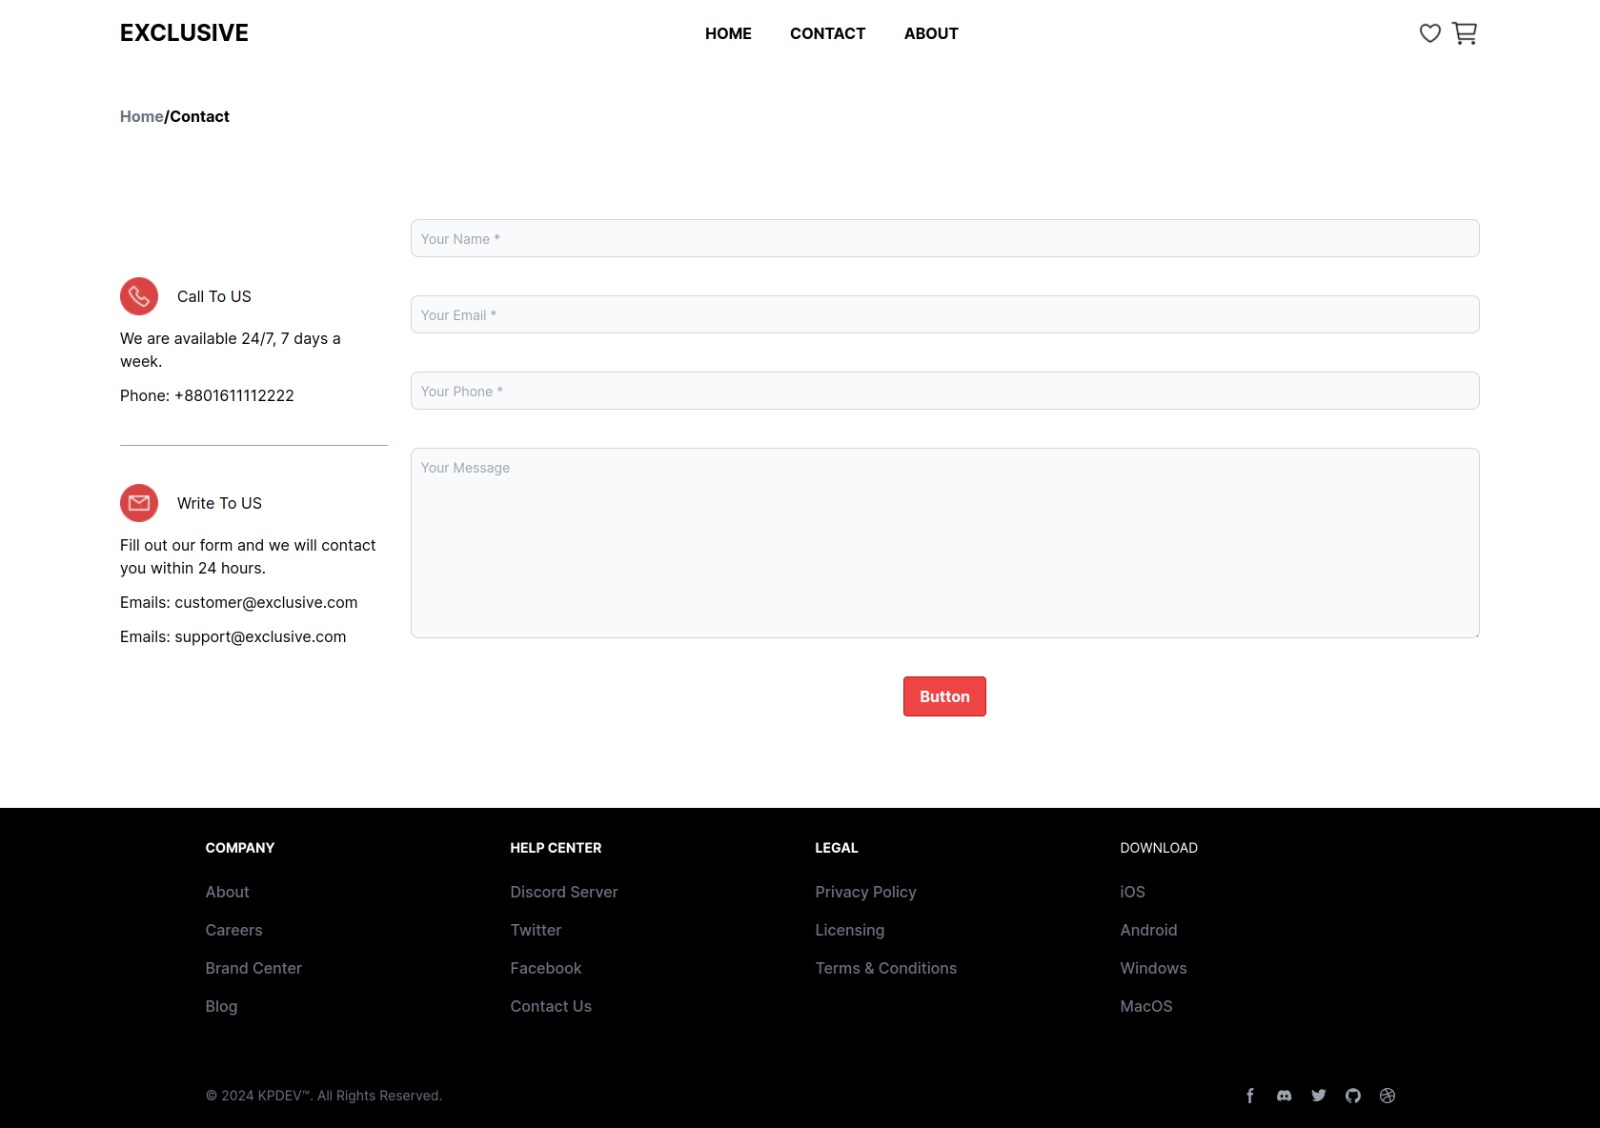 EXCLUSIVE
HOME CONTACT ABOUT
Home/Contact
Call To US
We are available 24/7, 7 days a
week.
Phone: +8801611112222
Write To US
Fill out our form and we will contact
you within 24 hours.
Emails: customer@exclusive.com
Emails: support@exclusive.com
Your Name *
Your Email *
Your Phone *
Your Message
Button
COMPANY
About
Careers
Brand Center
Blog
HELP CENTER
Discord Server
Twitter
Facebook
Contact Us
LEGAL
Privacy Policy
Licensing
Terms & Conditions
DOWNLOAD
iOS
Android
Windows
MacOS
© 2024 KPDEV™. All Rights Reserved.